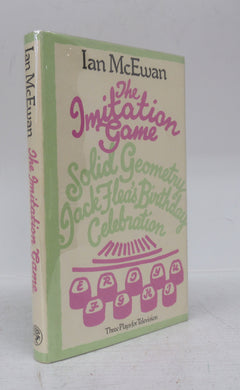 Ian McEwan
The Imitation Game
Ian McEwan
The
Imitation
Game
Solid Geometry
Jack Flea's Birthday
Celebration
E R T Y U
F G H J
Three Plays for Television